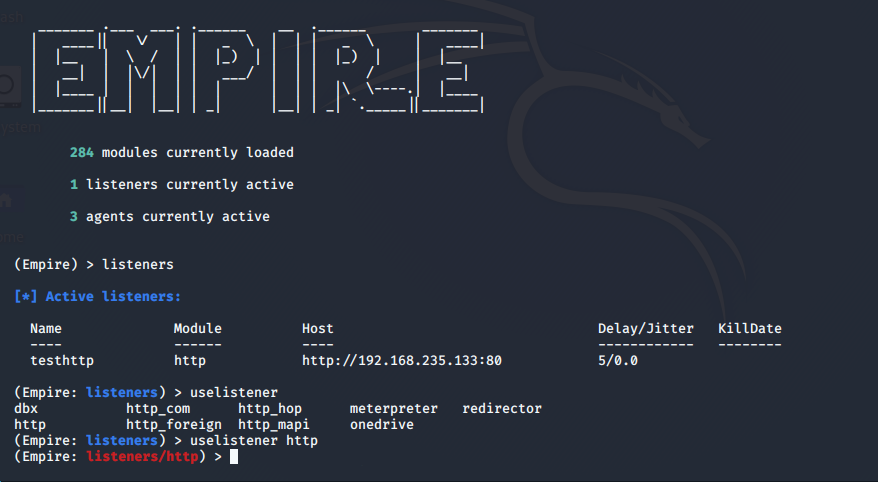 EMPIRE
284 modules currently loaded
1 listeners currently active
3 agents currently active
(Empire) > listeners
[*] Active listeners:
Name Module Host Delay/Jitter KillDate
---- ------ ---- ------------ --------
testhttp http http://192.168.235.133:80 5/0.0
(Empire: listeners) > uselistener
dbx http_com http_hop meterpreter redirector
http http_foreign http_mapi onedrive
(Empire: listeners) > uselistener http
(Empire: listeners/http) >